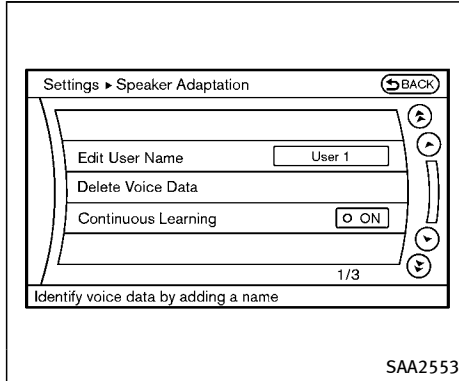 Settings ▸ Speaker Adaptation BACK
Edit User Name User 1
Delete Voice Data
Continuous Learning ON
1/3
Identify voice data by adding a name
SAA2553